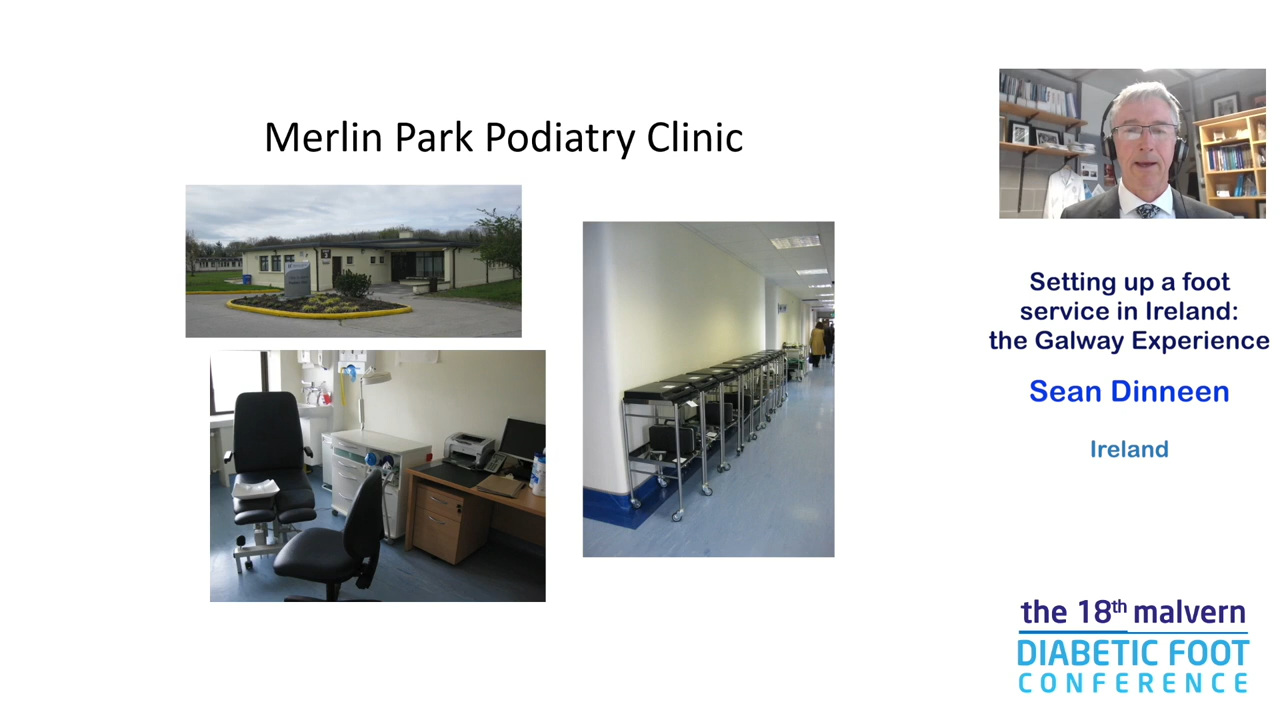 Merlin Park Podiatry Clinic
Setting up a foot
service in Ireland:
the Galway Experience
Sean Dinneen
Ireland
the 18th malvern
DIABETIC FOOT
CONFERENCE